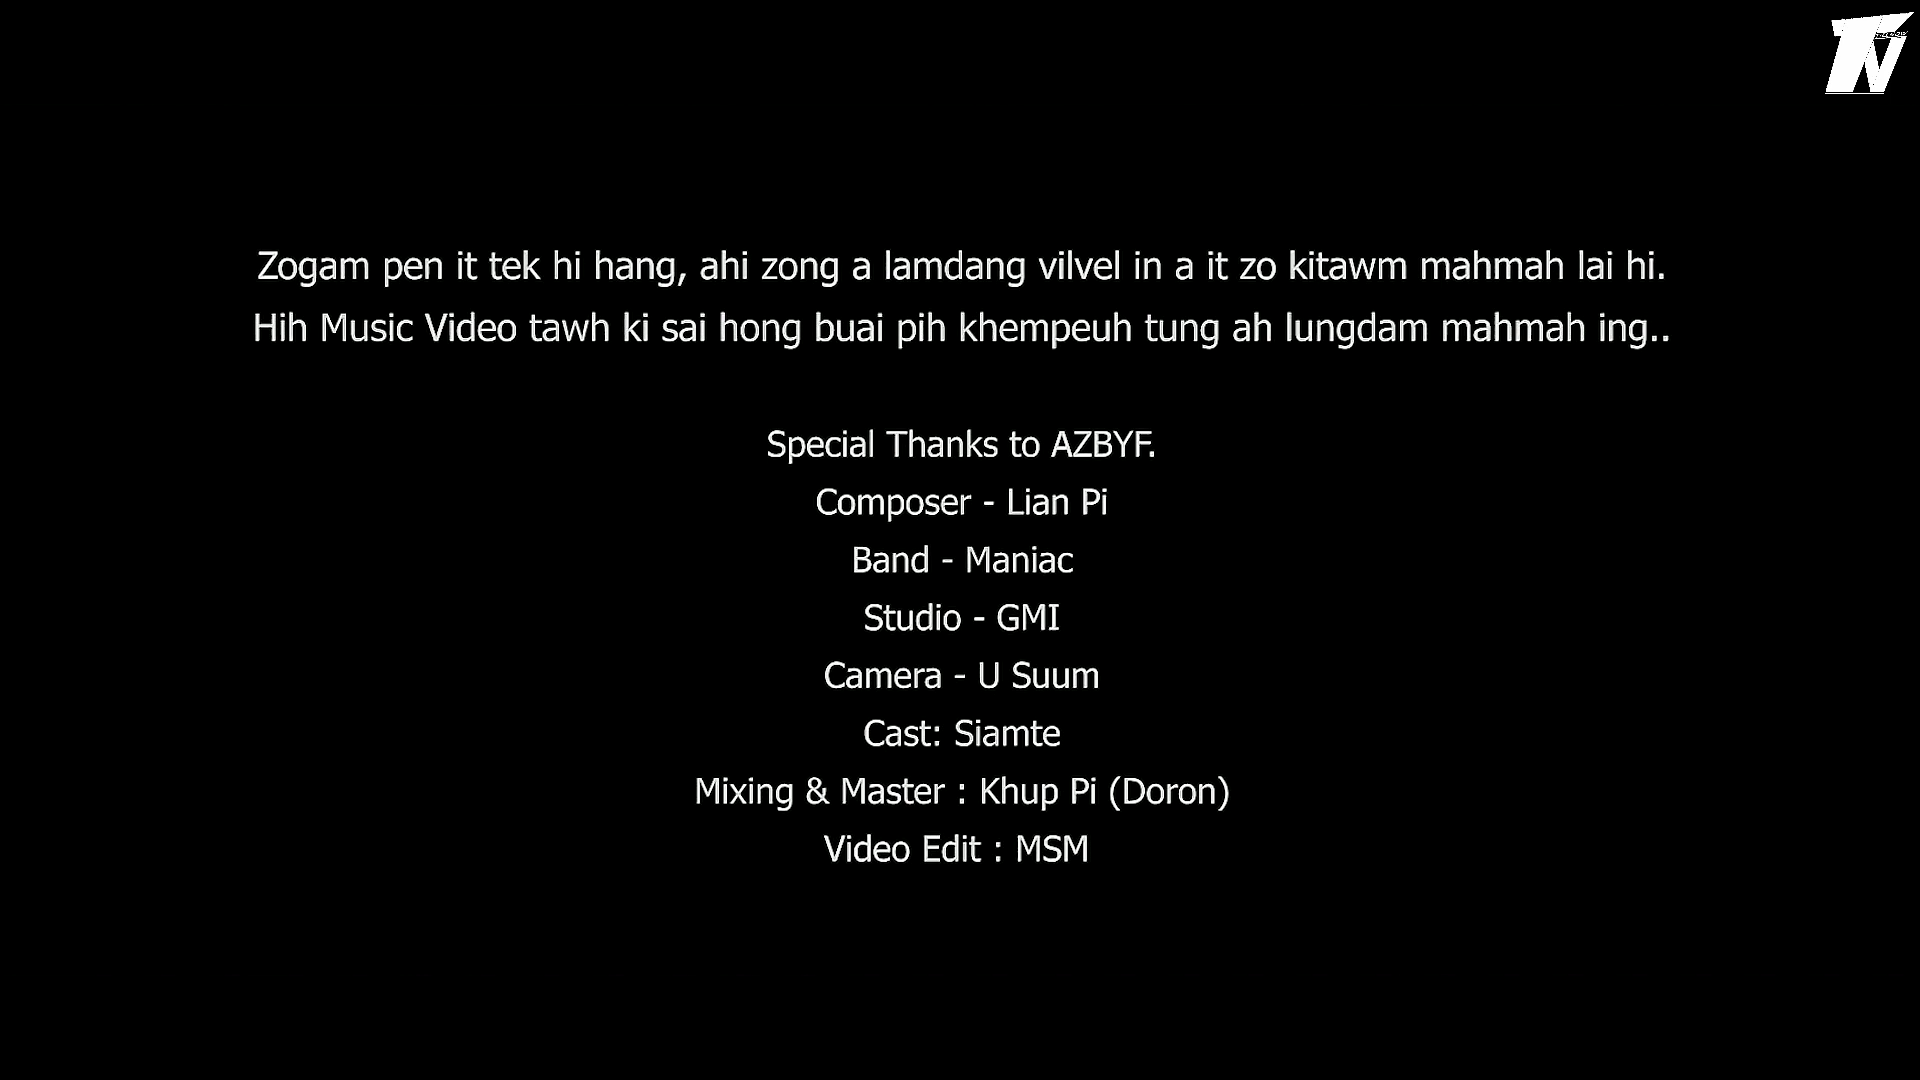 TN
Zogam pen it tek hi hang, ahi zong a lamdang vilvel in a it zo kitawm mahmah lai hi.
Hih Music Video tawh ki sai hong buai pih khempeuh tung ah lungdam mahmah ing..
Special Thanks to AZBYF.
Composer - Lian Pi
Band - Maniac
Studio - GMI
Camera - U Suum
Cast: Siamte
Mixing & Master : Khup Pi (Doron)
Video Edit : MSM